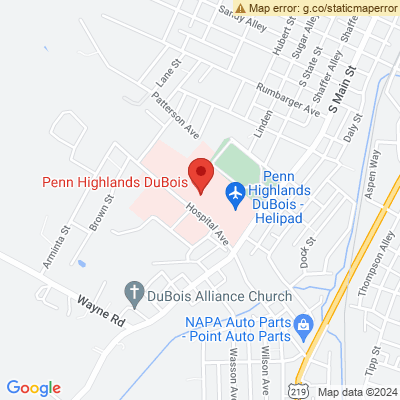 Map error: g.co/staticmaperror
Sandy Alley
Hubert St
Sugar Alley
S State St
Shaffer Alley
S Main St
Lane St
Rumbarger Ave
Patterson Ave
Linden
Daly St
Aspen Way
Penn Highlands DuBois
Penn
Highlands
DuBois -
Helipad
Brown St
Hospital Ave
Arminta St
Dock St
Thompson Alley
Wayne Rd
DuBois Alliance Church
NAPA Auto Parts
- Point Auto Parts
Tipp St
Wasson Ave
Wilson Ave
219
Google
Map data ©2024